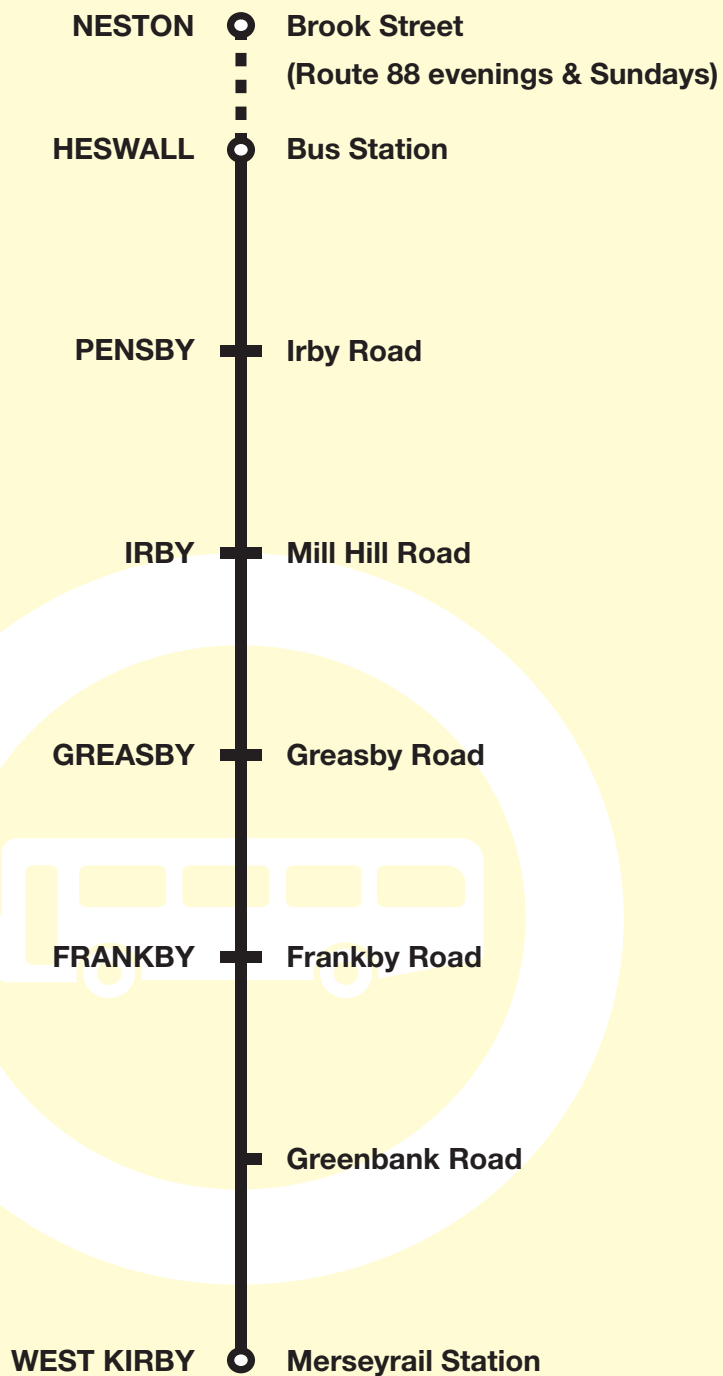 NESTON Brook Street
(Route 88 evenings & Sundays)
HESWALL Bus Station
PENSBY Irby Road
IRBY Mill Hill Road
GREASBY Greasby Road
FRANKBY Frankby Road
Greenbank Road
WEST KIRBY Merseyrail Station